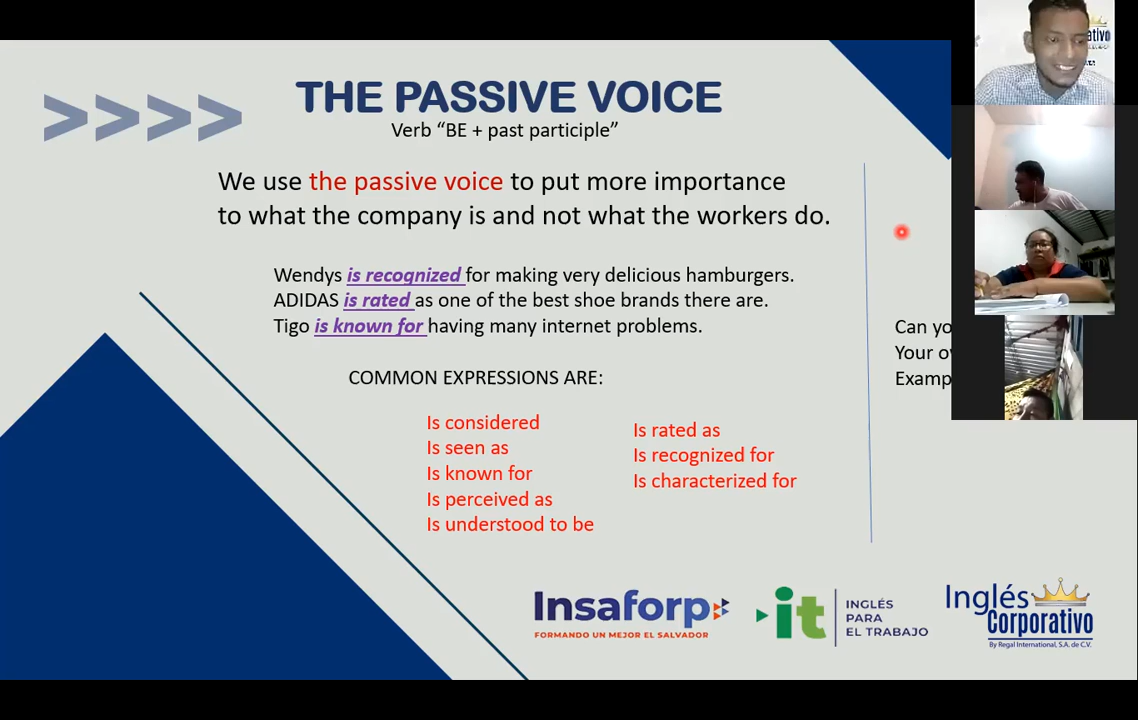 >>>> THE PASSIVE VOICE
Verb “BE + past participle”
We use the passive voice to put more importance
to what the company is and not what the workers do.
Wendys is recognized for making very delicious hamburgers.
ADIDAS is rated as one of the best shoe brands there are.
Tigo is known for having many internet problems.
COMMON EXPRESSIONS ARE:
Is considered
Is seen as
Is known for
Is perceived as
Is understood to be
Is rated as
Is recognized for
Is characterized for
Can yo
Your o
Examp
Insaforp
FORMANDO UN MEJOR EL SALVADOR
it
INGLÉS
PARA
EL TRABAJO
Inglés
Corporativo
By Regal International, S.A. de C.V.
ativo